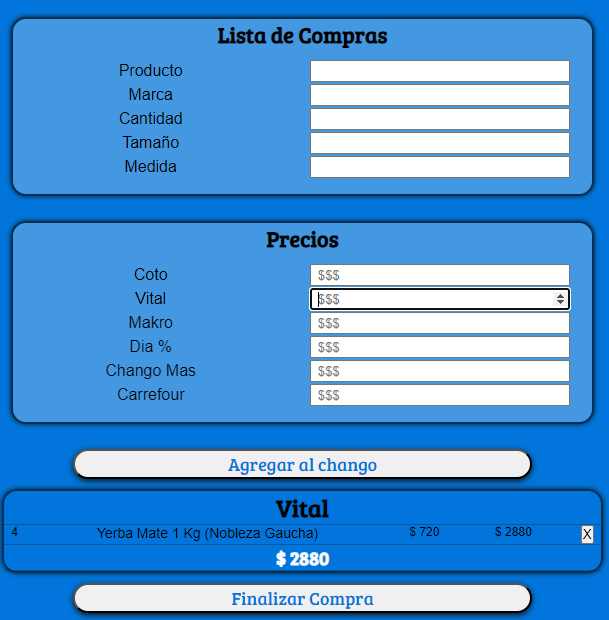 Lista de Compras
Producto
Marca
Cantidad
Tamaño
Medida
Precios
Coto $$$
Vital $$$
Makro $$$
Dia % $$$
Chango Mas $$$
Carrefour $$$
Agregar al chango
Vital
4 Yerba Mate 1 Kg (Nobleza Gaucha) $ 720 $ 2880 X
$ 2880
Finalizar Compra